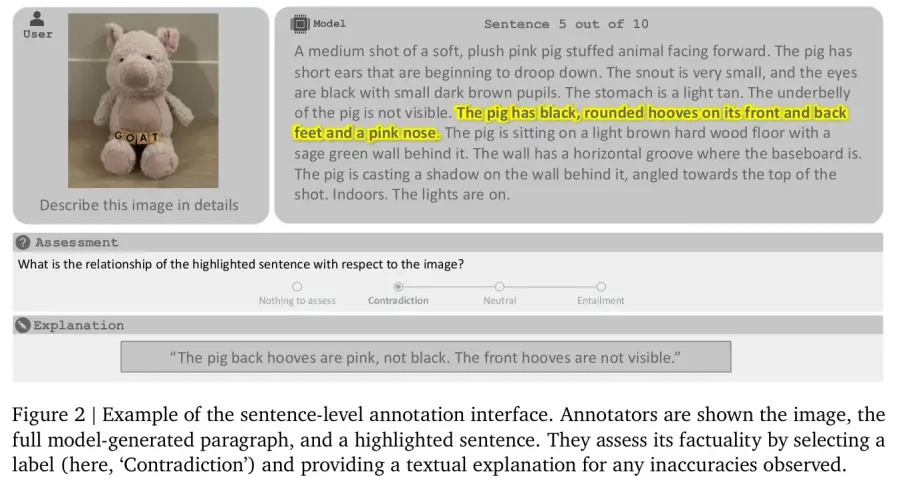 User
GOAT
Describe this image in details
Model
Sentence 5 out of 10
A medium shot of a soft, plush pink pig stuffed animal facing forward. The pig has
short ears that are beginning to droop down. The snout is very small, and the eyes
are black with small dark brown pupils. The stomach is a light tan. The underbelly
of the pig is not visible. The pig has black, rounded hooves on its front and back
feet and a pink nose. The pig is sitting on a light brown hard wood floor with a
sage green wall behind it. The wall has a horizontal groove where the baseboard is.
The pig is casting a shadow on the wall behind it, angled towards the top of the
shot. Indoors. The lights are on.
? Assessment
What is the relationship of the highlighted sentence with respect to the image?
Nothing to assess Contradiction Neutral Entailment
Explanation
“The pig back hooves are pink, not black. The front hooves are not visible.”
Figure 2 | Example of the sentence-level annotation interface. Annotators are shown the image, the
full model-generated paragraph, and a highlighted sentence. They assess its factuality by selecting a
label (here, ‘Contradiction’) and providing a textual explanation for any inaccuracies observed.